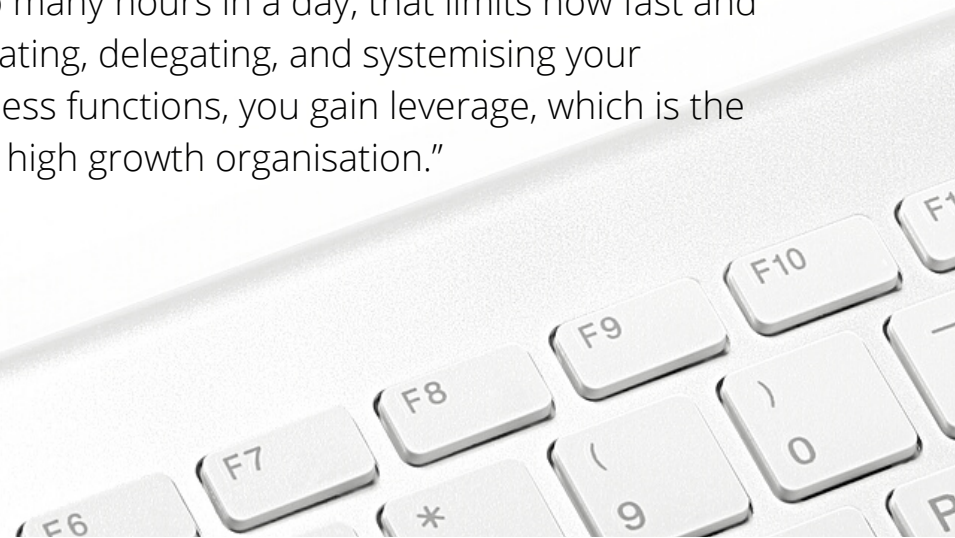 many hours in a day, that limits how fast and
ating, delegating, and systemising your
ess functions, you gain leverage, which is the
high growth organisation.”
F1
F10
F9
F8
F7
F6
)
0
(
9
*
P